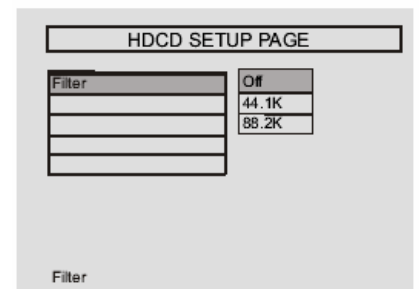 HDCD SETUP PAGE
Filter
Off
44.1K
88.2K
Filter